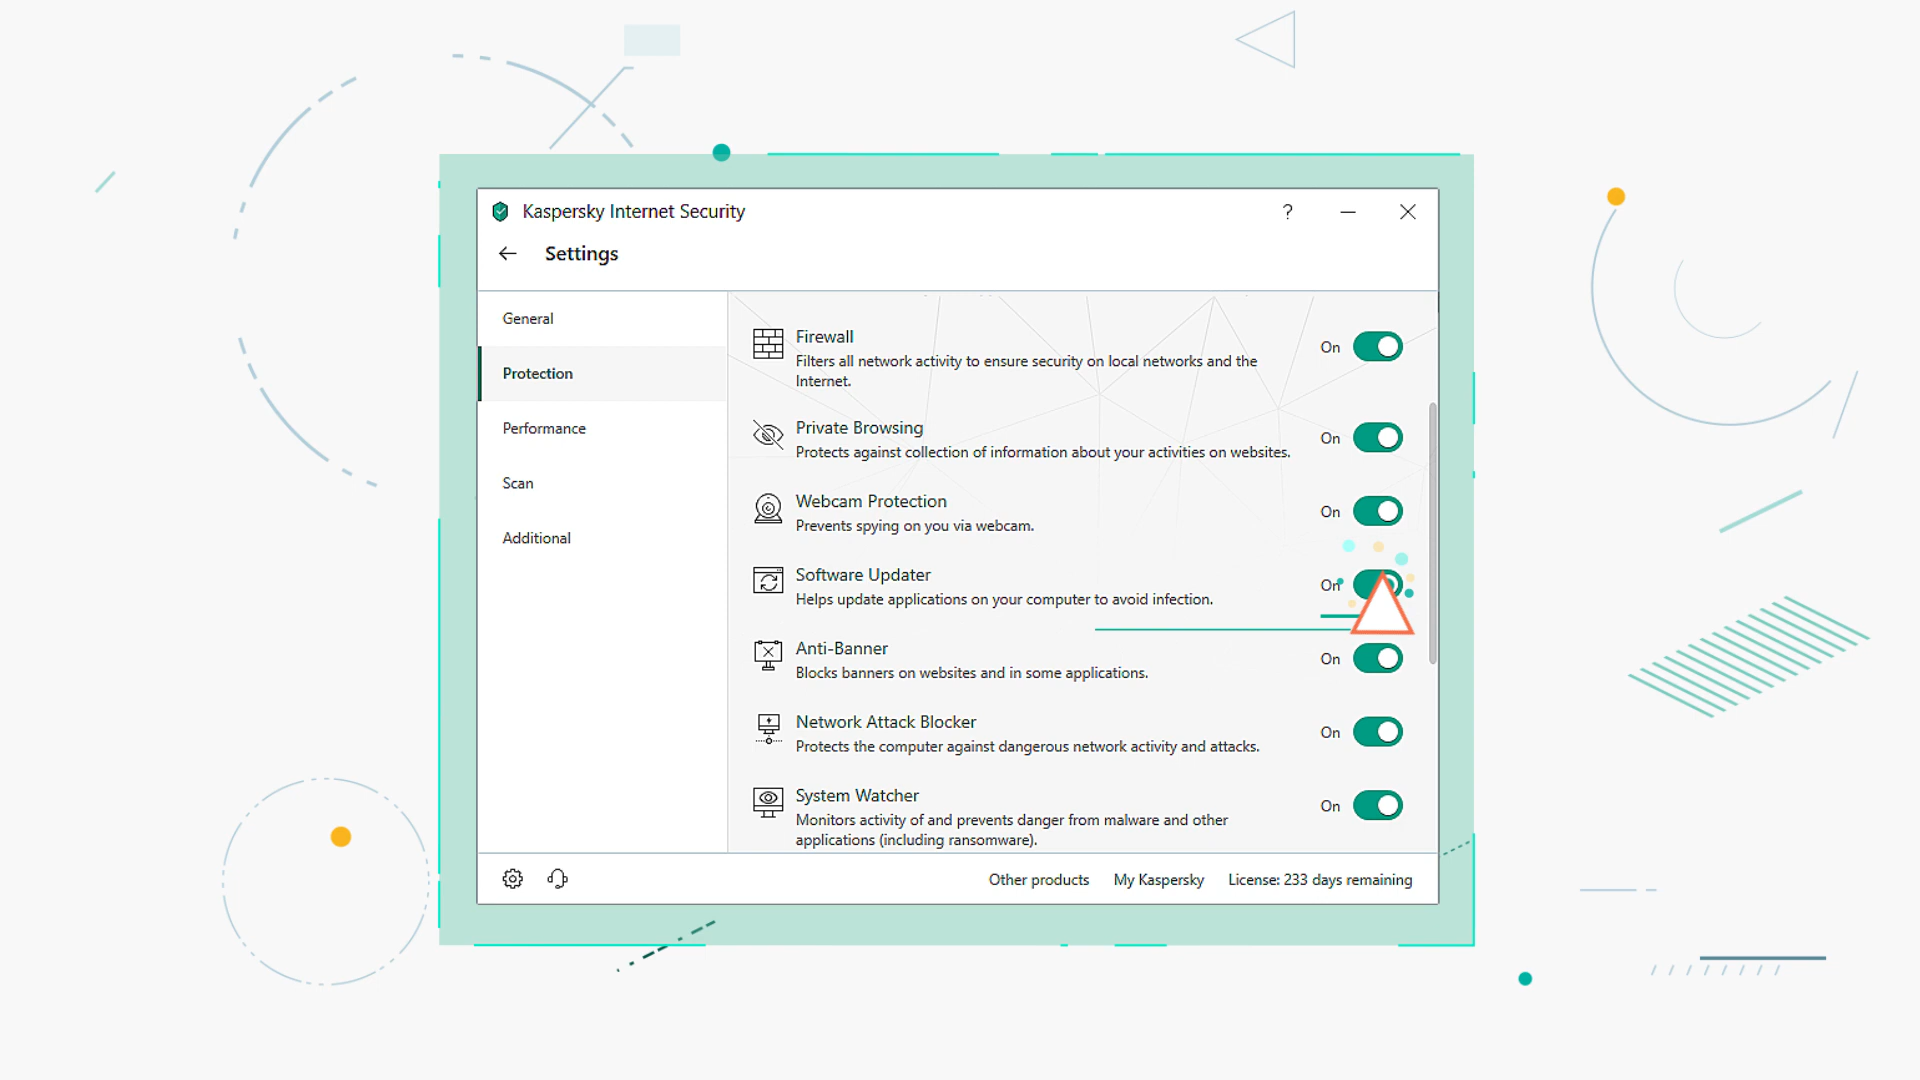 Kaspersky Internet Security
?
Settings
General
Protection
Performance
Scan
Additional
Firewall
Filters all network activity to ensure security on local networks and the
Internet.
On
Private Browsing
Protects against collection of information about your activities on websites.
On
Webcam Protection
Prevents spying on you via webcam.
On
Software Updater
Helps update applications on your computer to avoid infection.
On
Anti-Banner
Blocks banners on websites and in some applications.
On
Network Attack Blocker
Protects the computer against dangerous network activity and attacks.
On
System Watcher
Monitors activity of and prevents danger from malware and other
applications (including ransomware).
On
Other products
My Kaspersky
License: 233 days remaining